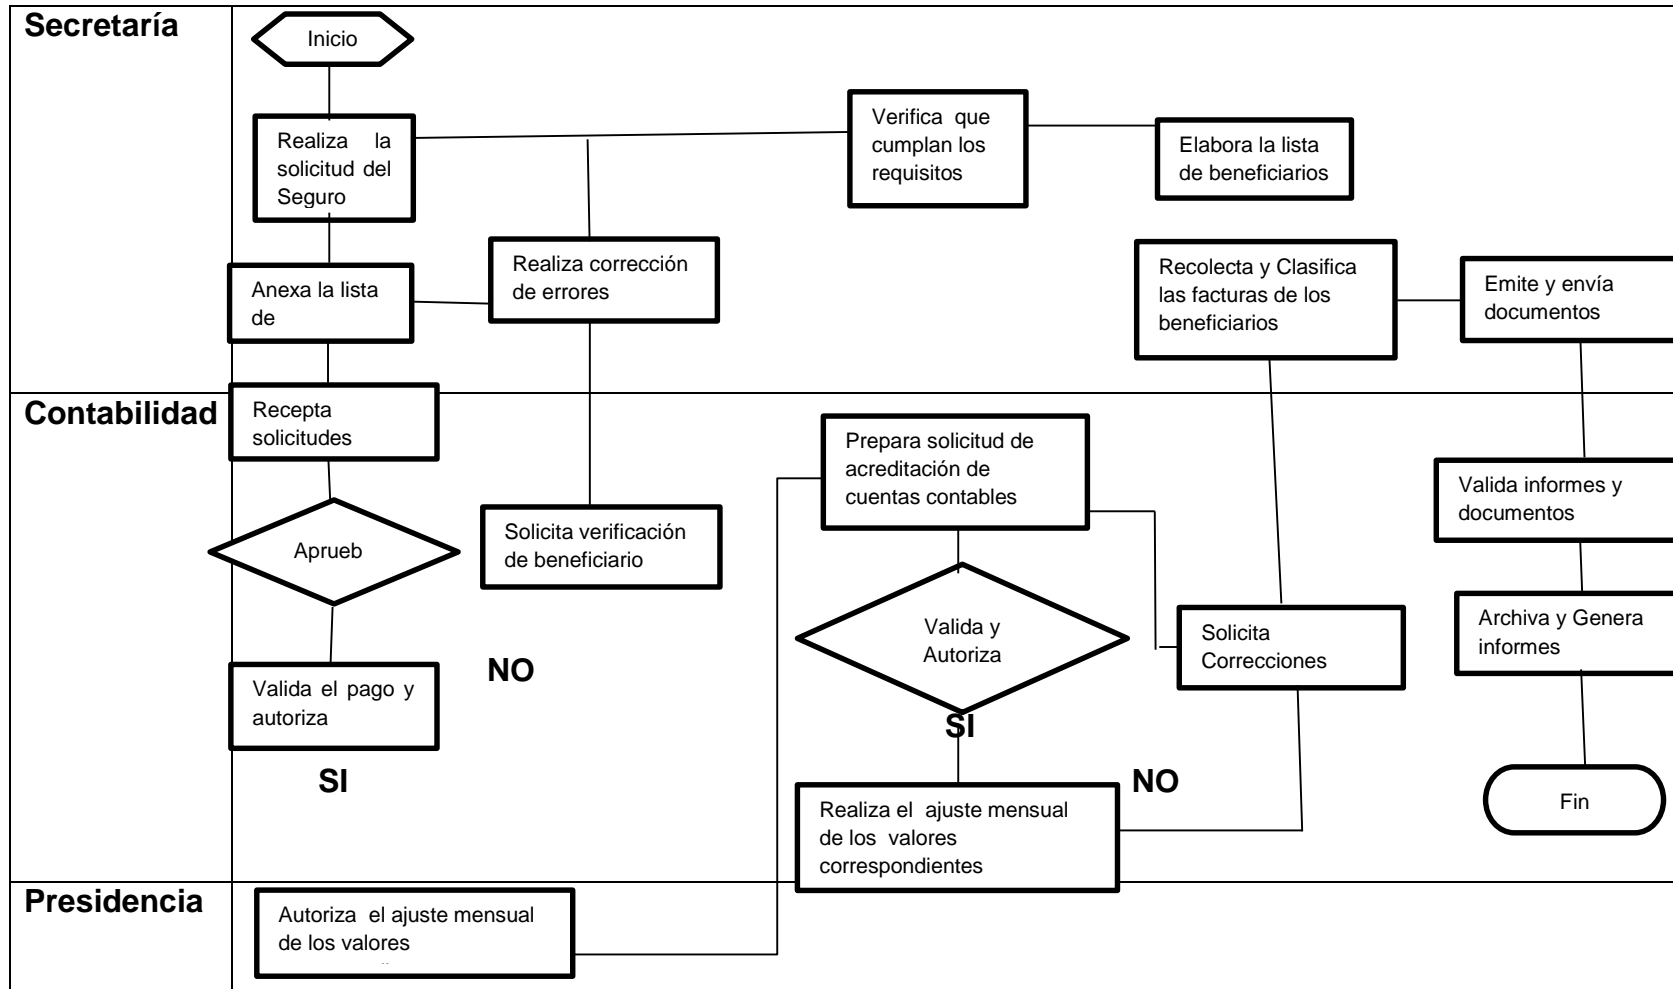 Secretaría
Inicio
Realiza la
solicitud del
Seguro
Verifica que
cumplan los
requisitos
Elabora la lista
de beneficiarios
Anexa la lista
de
Realiza corrección
de errores
Recolecta y Clasifica
las facturas de los
beneficiarios
Emite y envía
documentos
Contabilidad
Recepta
solicitudes
Prepara solicitud de
acreditación de
cuentas contables
Valida informes y
documentos
Aprueb
Solicita verificación
de beneficiario
Valida y
Autoriza
Solicita
Correcciones
Archiva y Genera
informes
NO
Valida el pago y
autoriza
SI
SI
NO
Realiza el ajuste mensual
de los valores
correspondientes
Fin
Presidencia
Autoriza el ajuste mensual
de los valores